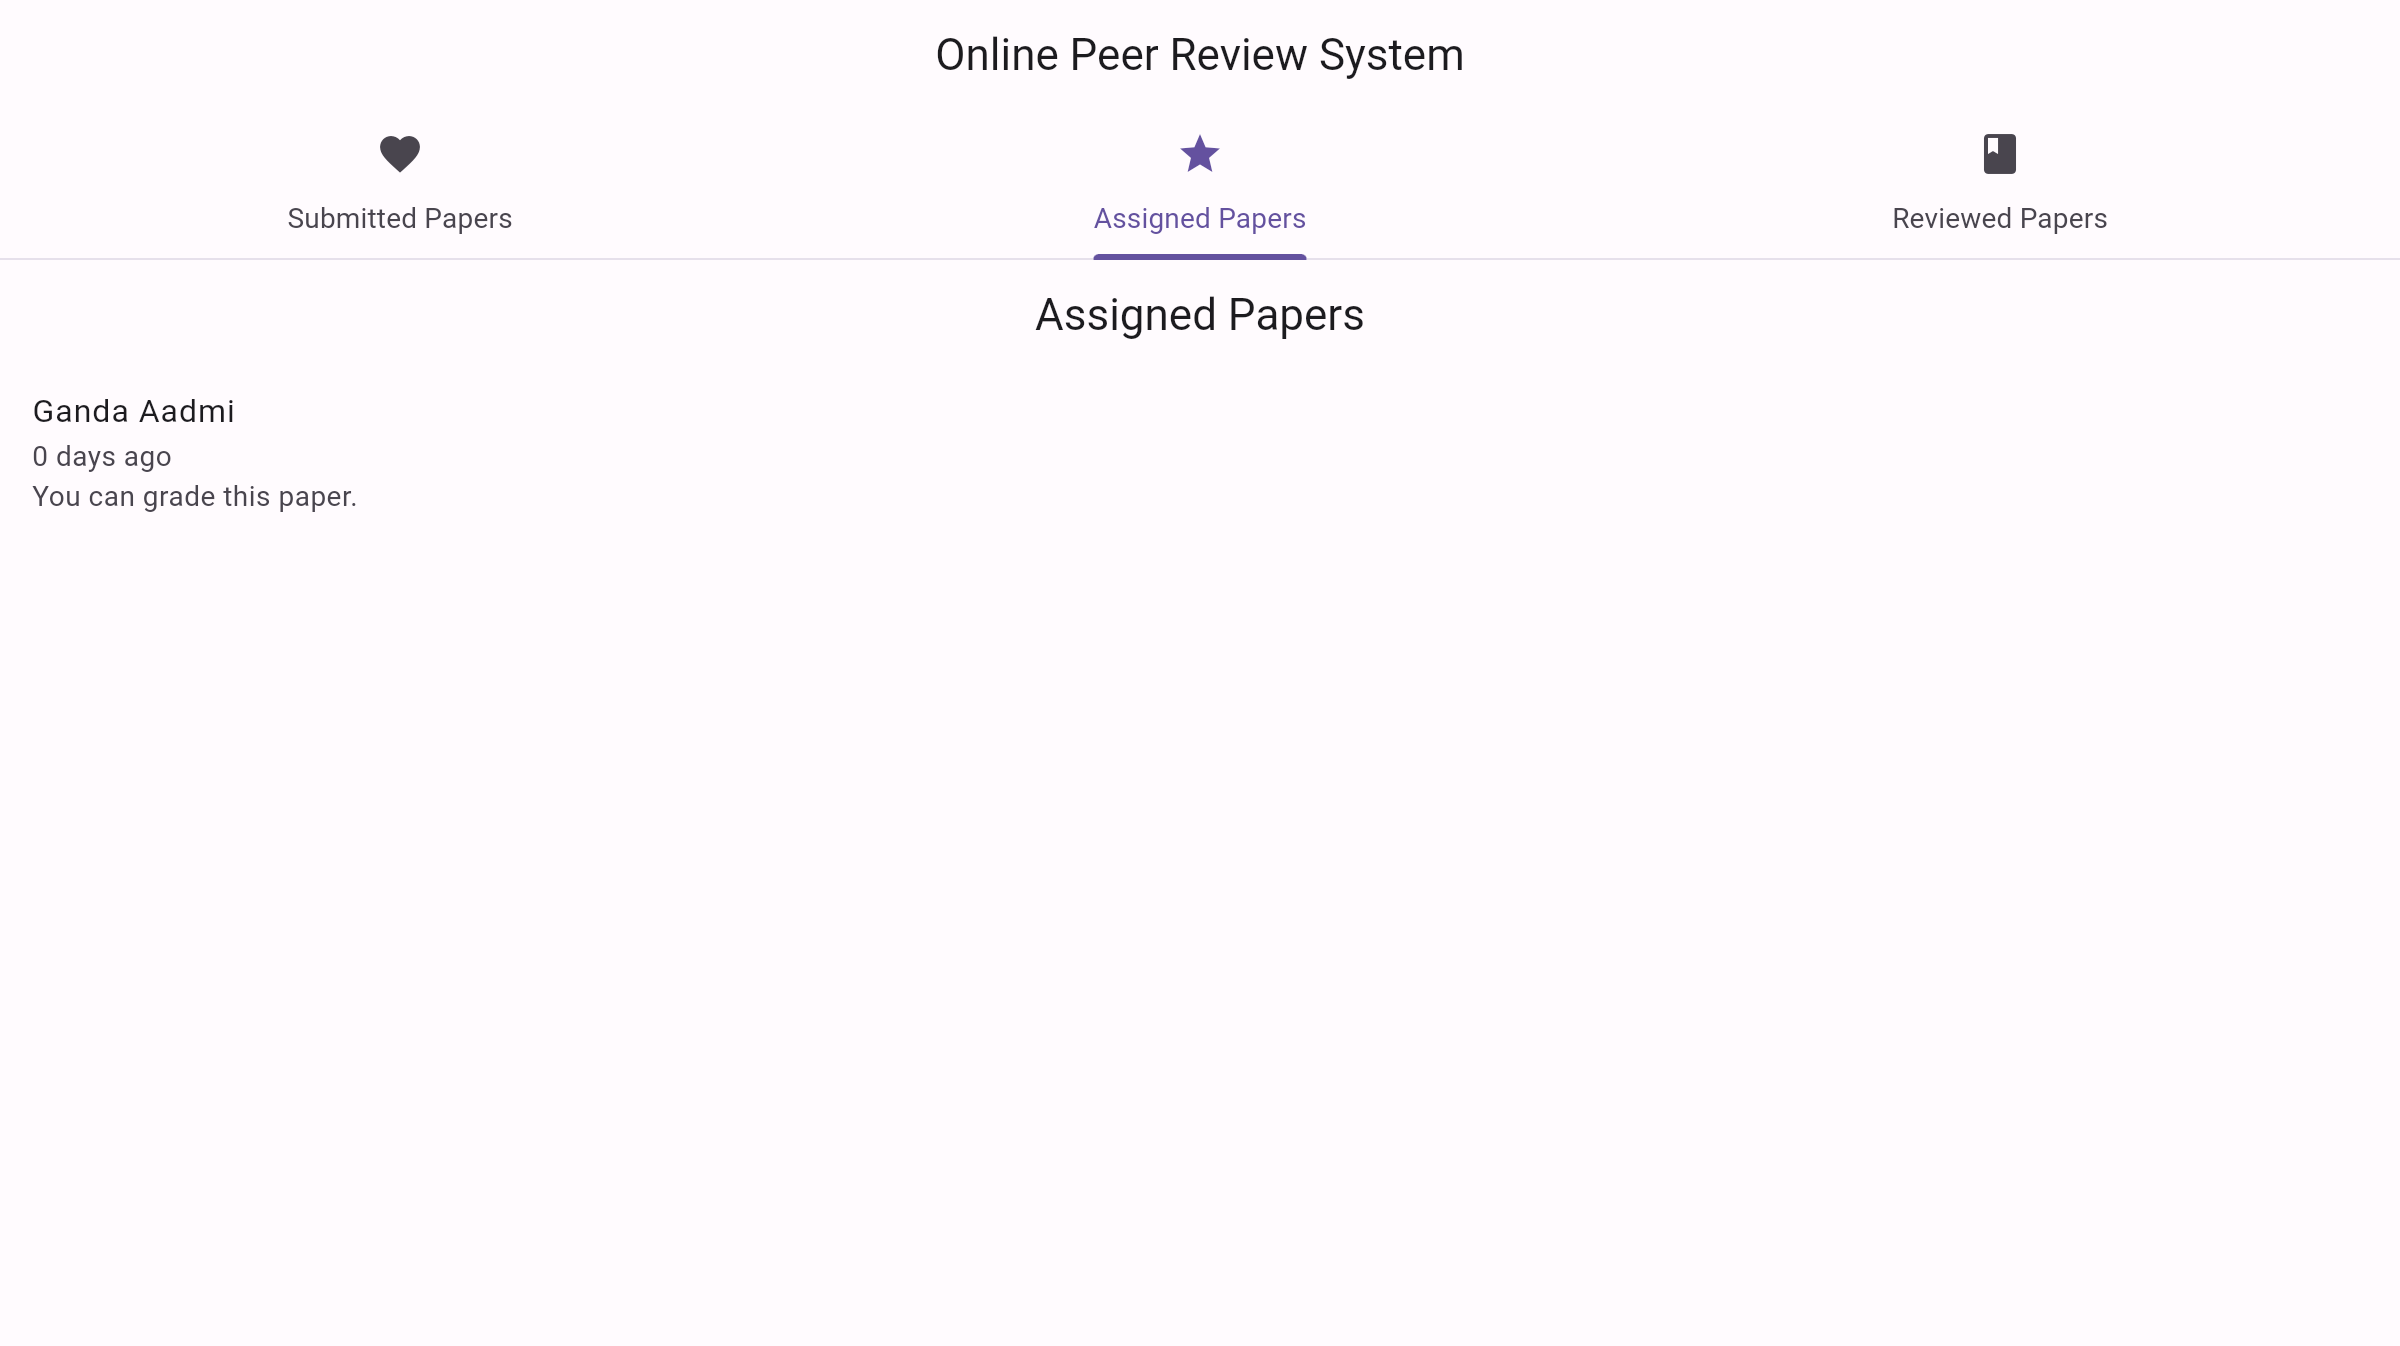 Online Peer Review System
Submitted Papers
Assigned Papers
Reviewed Papers
Assigned Papers
Ganda Aadmi
0 days ago
You can grade this paper.